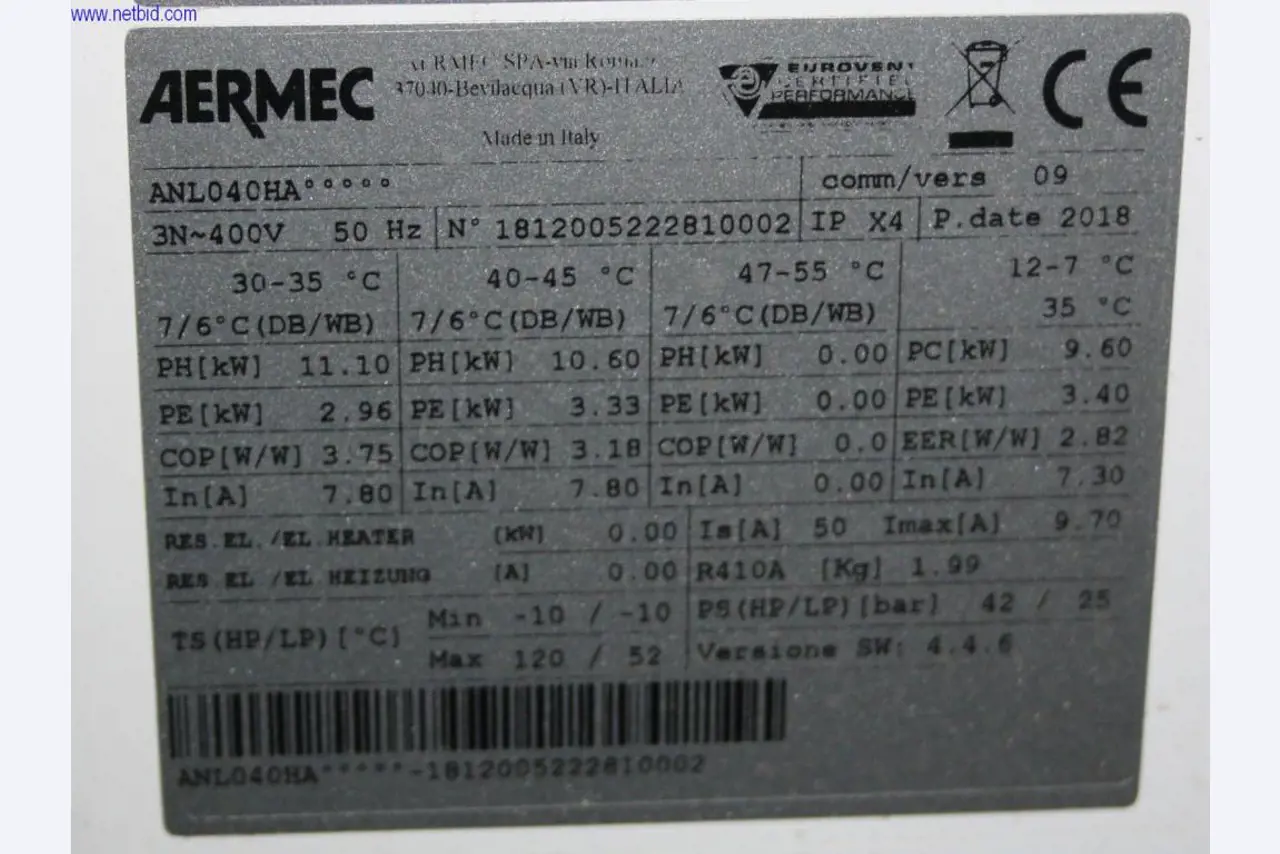 www.netbid.com
AERMEC
AERMEC SPA-via Roma
37040-Bevilacqua (VR)-ITALIA
Made in Italy
EUROVENT
CERTIFIED
PERFORMANCE
CE
ANL040HA°°°°° comm/vers 09
3N~400V 50 Hz N° 1812005222810002 IP X4 P.date 2018
30-35 °C 40-45 °C 47-55 °C 12-7 °C
7/6°C(DB/WB) 7/6°C(DB/WB) 7/6°C(DB/WB) 35 °C
PH[kW] 11.10 PH[kW] 10.60 PH[kW] 0.00 PC[kW] 9.60
PE[kW] 2.96 PE[kW] 3.33 PE[kW] 0.00 PE[kW] 3.40
COP[W/W] 3.75 COP[W/W] 3.18 COP[W/W] 0.0 EER[W/W] 2.82
In[A] 7.80 In[A] 7.80 In[A] 0.00 In[A] 7.30
RES.EL./EL.HEATER [kW] 0.00 Is[A] 50 Imax[A] 9.70
RES EL /EL HEIZUNG [A] 0.00 R410A [Kg] 1.99
TS(HP/LP)[°C] Min -10 / -10 PS(HP/LP)[bar] 42 / 25
Max 120 / 52 Versione SW: 4.4.6
ANL040HA°°°°°-1812005222810002